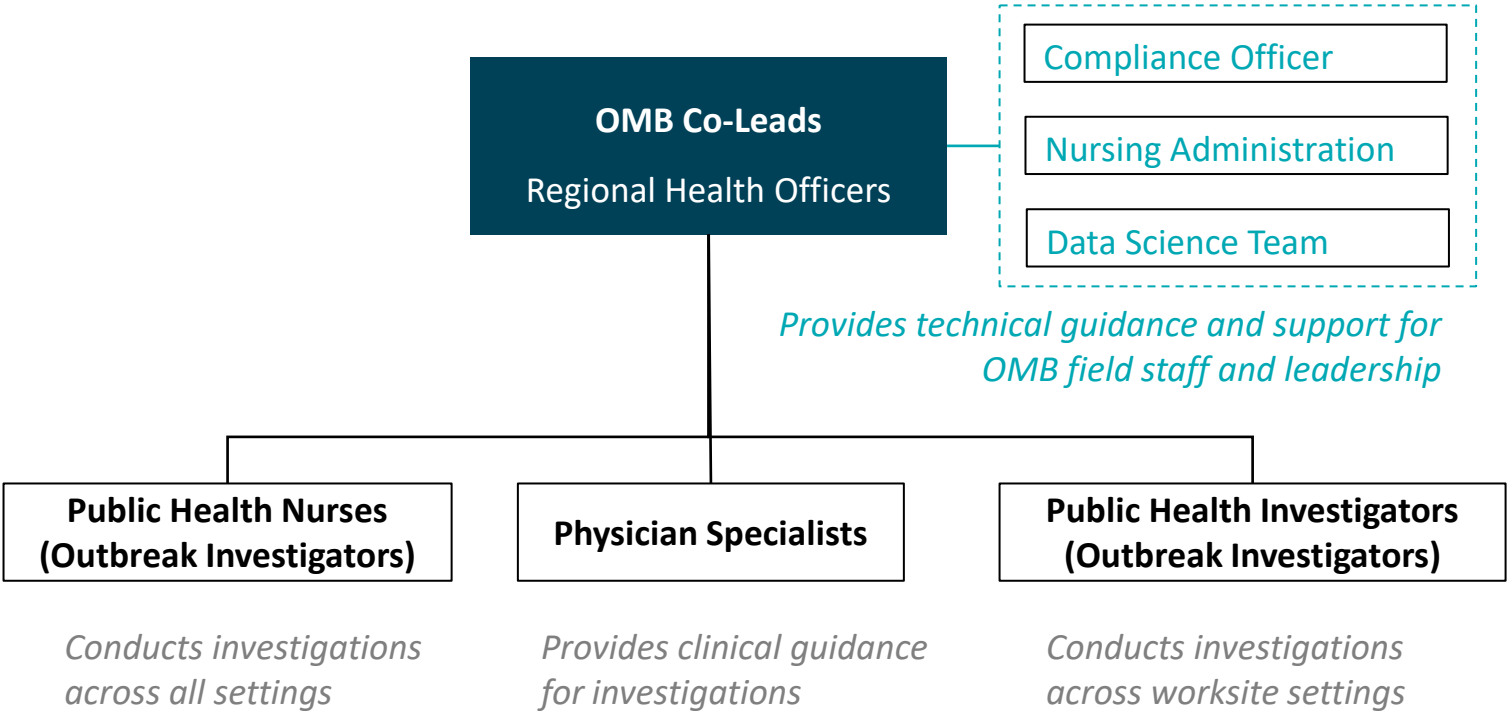 OMB Co-Leads
Regional Health Officers
Compliance Officer
Nursing Administration
Data Science Team
Provides technical guidance and support for
OMB field staff and leadership
Public Health Nurses
(Outbreak Investigators)
Conducts investigations
across all settings
Physician Specialists
Provides clinical guidance
for investigations
Public Health Investigators
(Outbreak Investigators)
Conducts investigations
across worksite settings